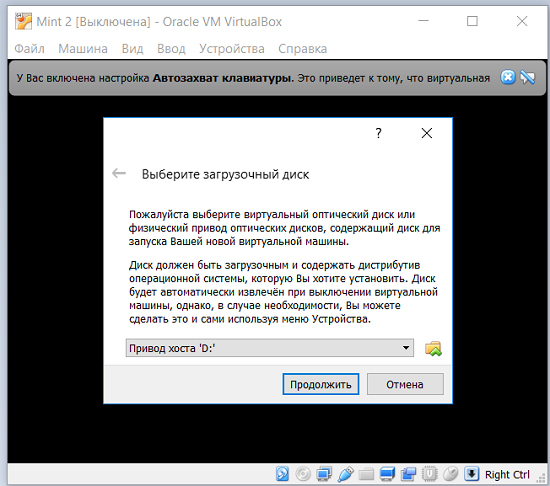 Mint 2 [Выключена] - Oracle VM VirtualBox
Файл Машина Вид Ввод Устройства Справка
У Вас включена настройка Автозахват клавиатуры. Это приведет к тому, что виртуальная
?
Выберите загрузочный диск
Пожалуйста выберите виртуальный оптический диск или
физический привод оптических дисков, содержащий диск для
запуска Вашей новой виртуальной машины.
Диск должен быть загрузочным и содержать дистрибутив
операционной системы, которую Вы хотите установить. Диск
будет автоматически извлечён при выключении виртуальной
машины, однако, в случае необходимости, Вы можете
сделать это и сами используя меню Устройства.
Привод хоста 'D:'
Продолжить Отмена
Right Ctrl